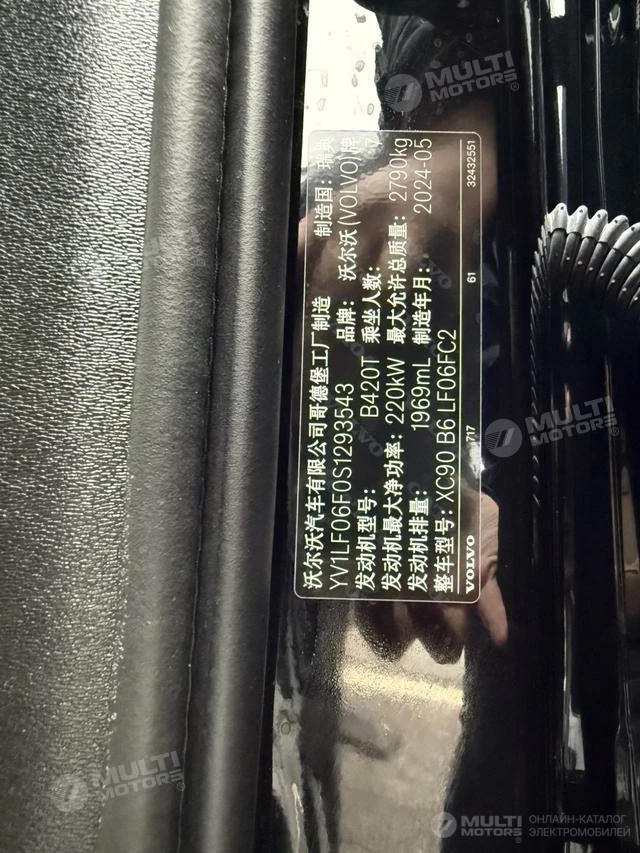 沃尔沃汽车有限公司哥德堡工厂制造 制造国：瑞典
YV1LF06F0S1293543 品牌：沃尔沃(VOLVO)牌
发动机型号： B420T 乘坐人数： 7
发动机最大净功率：220kW 最大允许总质量： 2790kg
发动机排量： 1969mL 制造年月： 2024-05
整车型号：XC90 B6 LF06FC2
VOLVO 717 61 32432551
MULTI MOTORS
MULTI MOTORS
MULTI MOTORS
MULTI MOTORS ОНЛАЙН-КАТАЛОГ ЭЛЕКТРОМОБИЛЕЙ